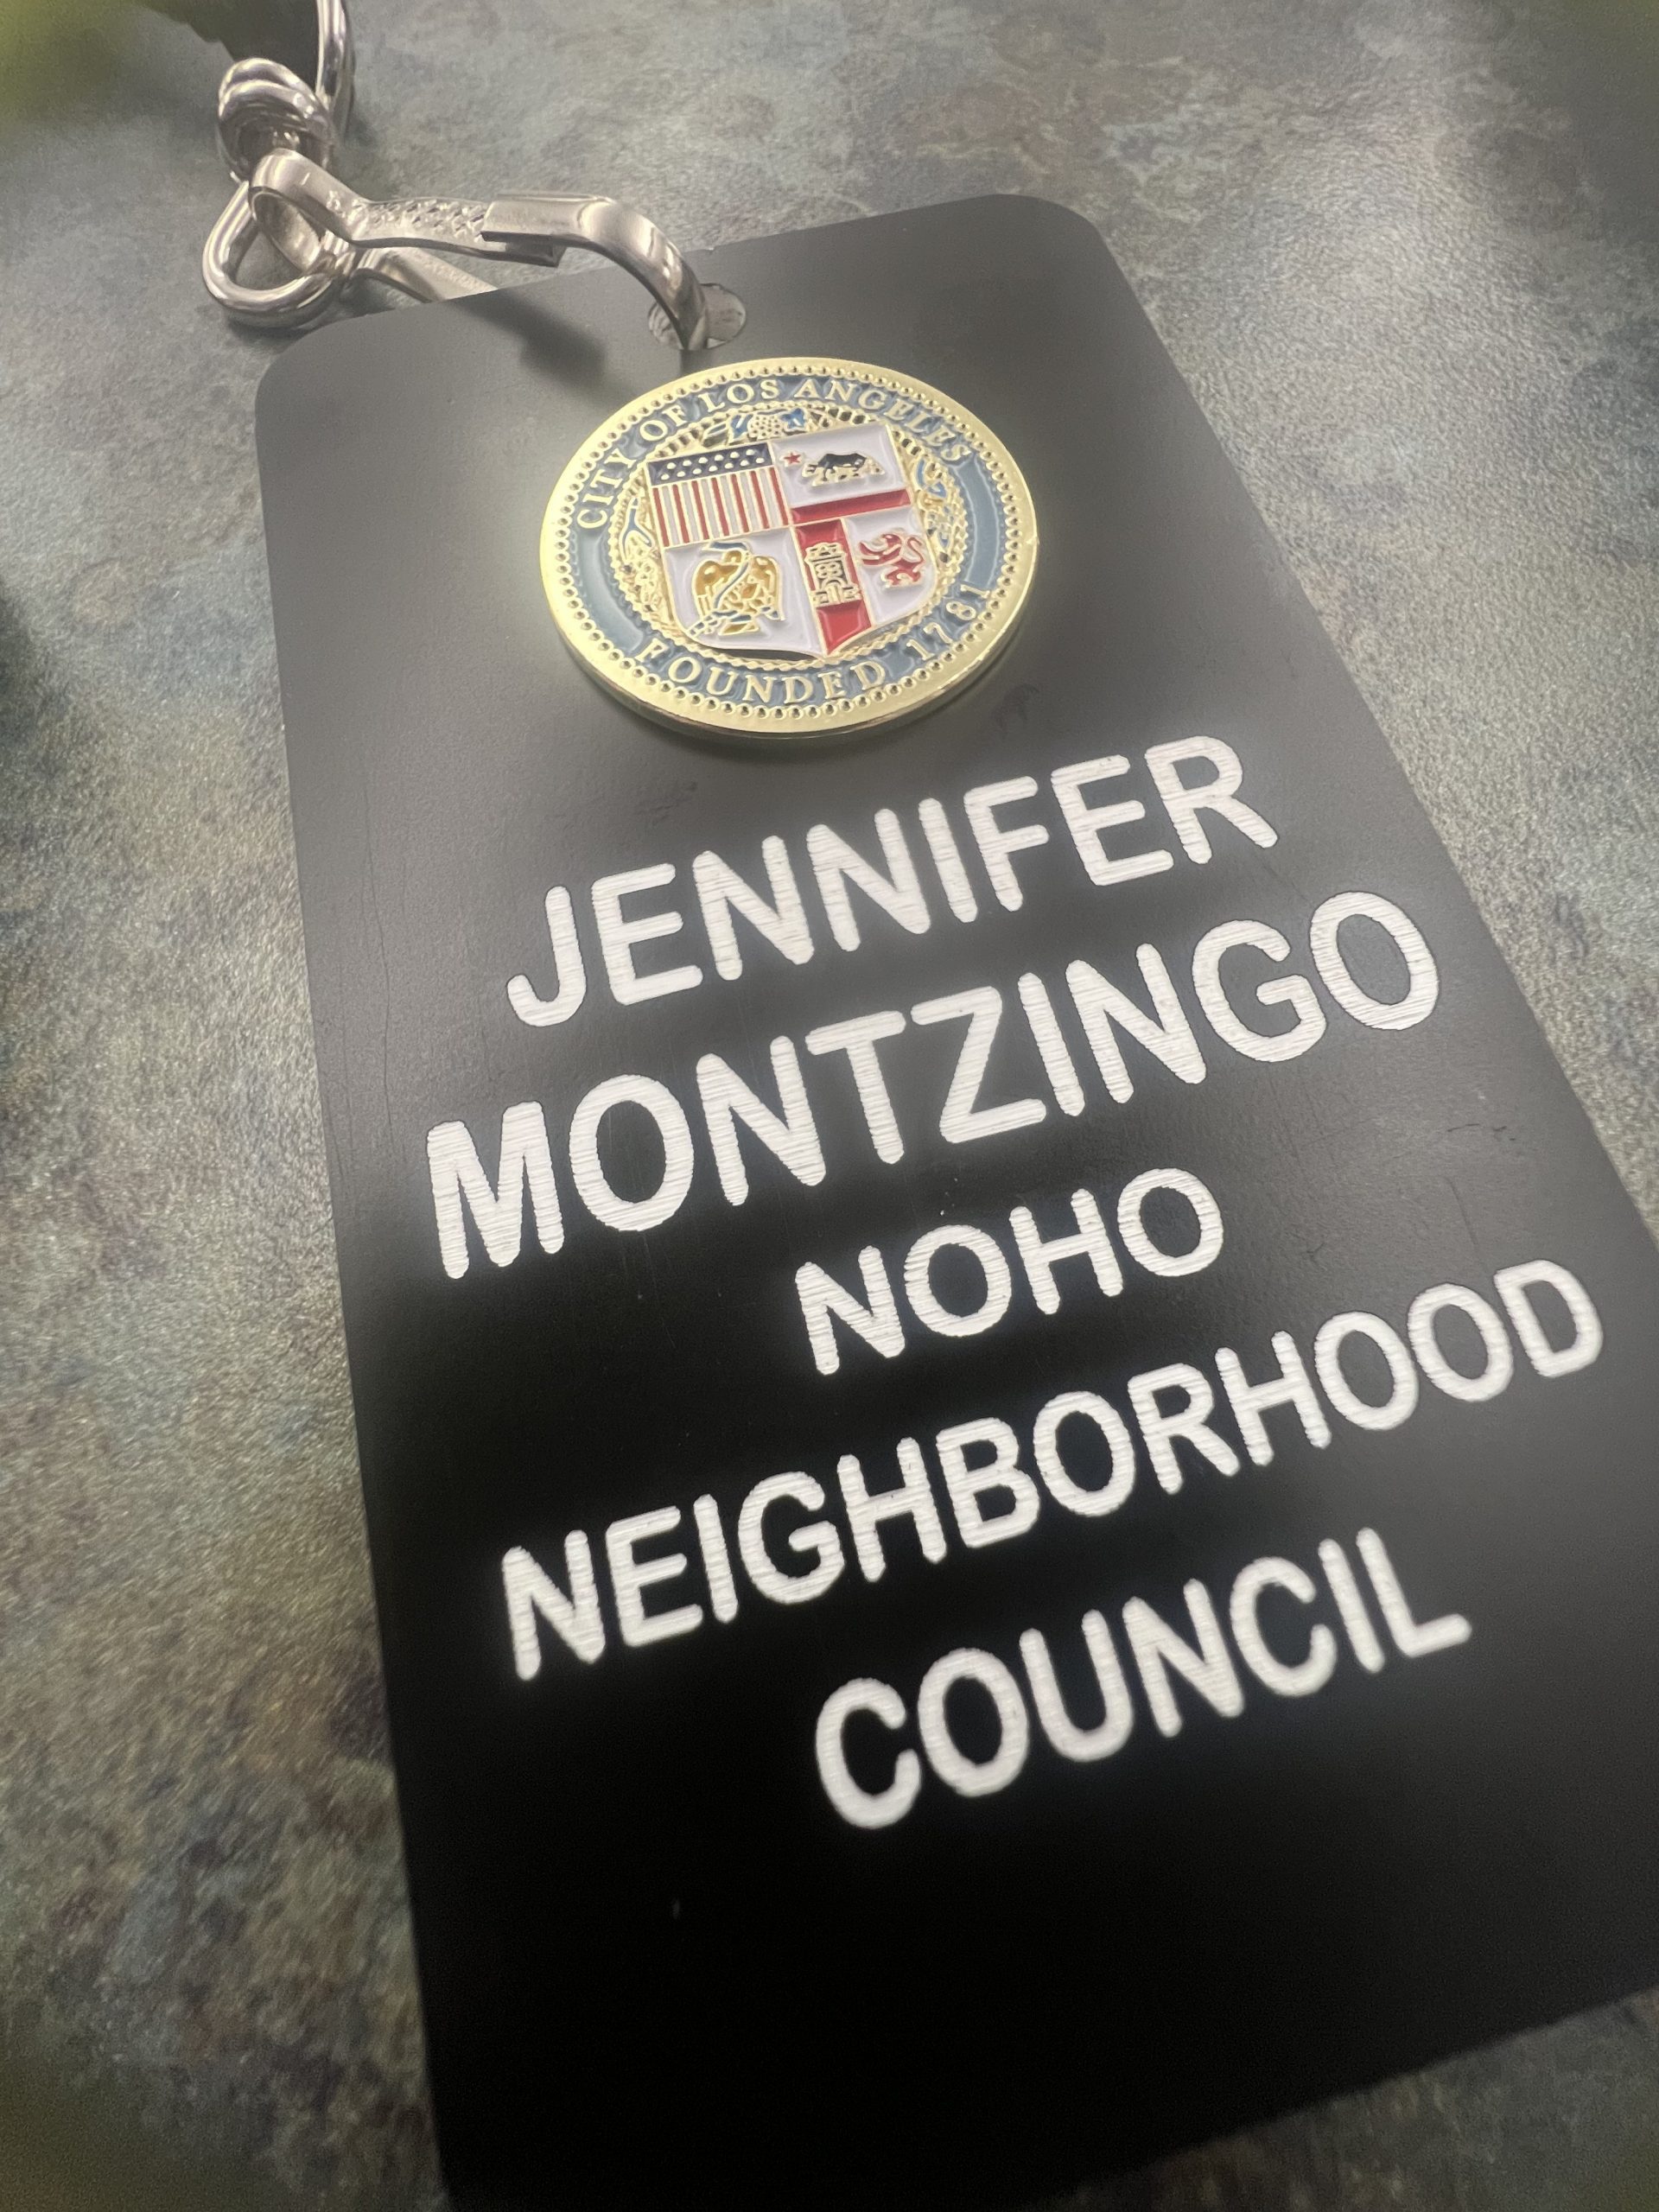 CITY OF LOS ANGELES
FOUNDED 1781
JENNIFER
MONTZINGO
NOHO
NEIGHBORHOOD
COUNCIL